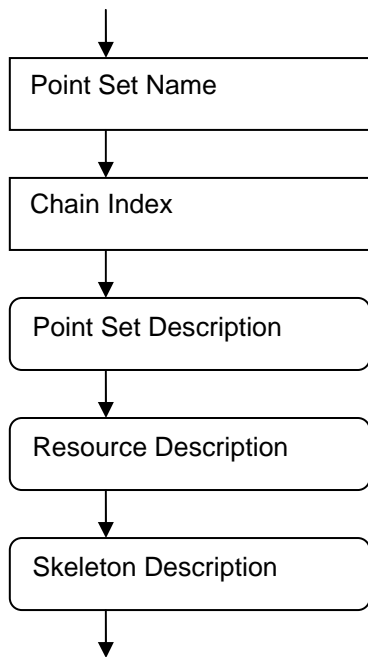 Point Set Name
Chain Index
Point Set Description
Resource Description
Skeleton Description